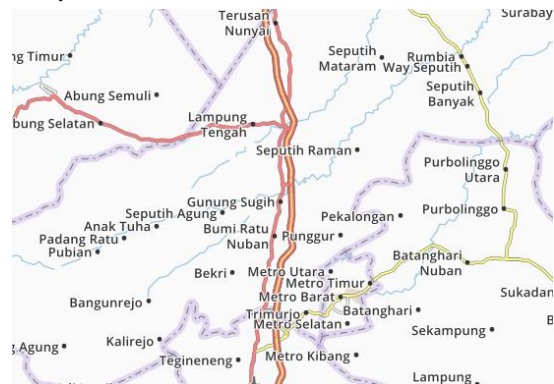 Terusan
Nunyai
Surabay
ng Timur
Seputih
Mataram
Rumbia
Way Seputih
Abung Semuli
Seputih
Banyak
bung Selatan
Lampung
Tengah
Seputih Raman
Purbolinggo
Utara
Gunung Sugih
Seputih Agung
Pekalongan
Purbolinggo
Anak Tuha
Padang Ratu
Pubian
Bumi Ratu
Nuban
Punggur
Batanghari
Nuban
Bekri
Metro Utara
Metro Timur
Sukadan
Bangunrejo
Metro Barat
Trimurjo
Batanghari
Metro Selatan
B
Sekampung
Kalirejo
g Agung
Tegineneng
Metro Kibang
Lampung